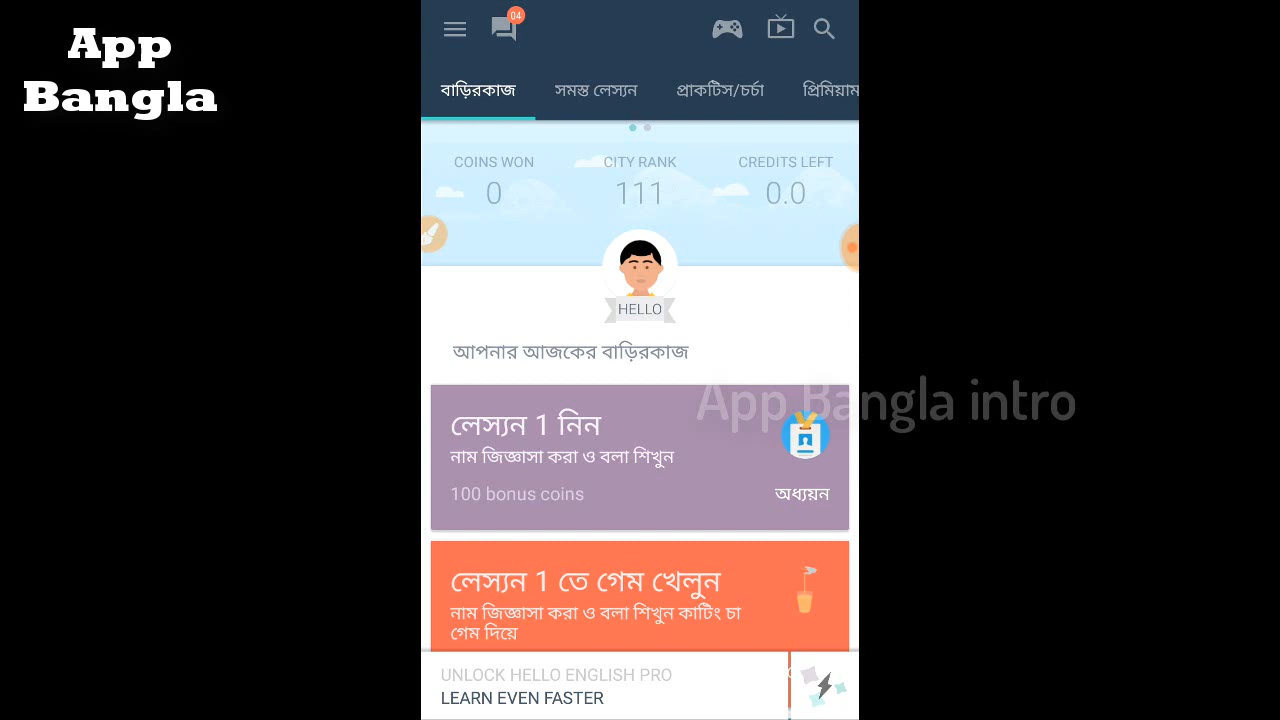 App
Bangla
04
বাড়িরকাজ
সমস্ত লেস্যন
প্রাকটিস/চর্চা
প্রিমিয়াম
COINS WON
CITY RANK
CREDITS LEFT
0
111
0.0
HELLO
আপনার আজকের বাড়িরকাজ
App Bangla intro
লেস্যন 1 নিন
নাম জিজ্ঞাসা করা ও বলা শিখুন
100 bonus coins
অধ্যয়ন
লেস্যন 1 তে গেম খেলুন
নাম জিজ্ঞাসা করা ও বলা শিখুন কাটিং চা
গেম দিয়ে
UNLOCK HELLO ENGLISH PRO
LEARN EVEN FASTER